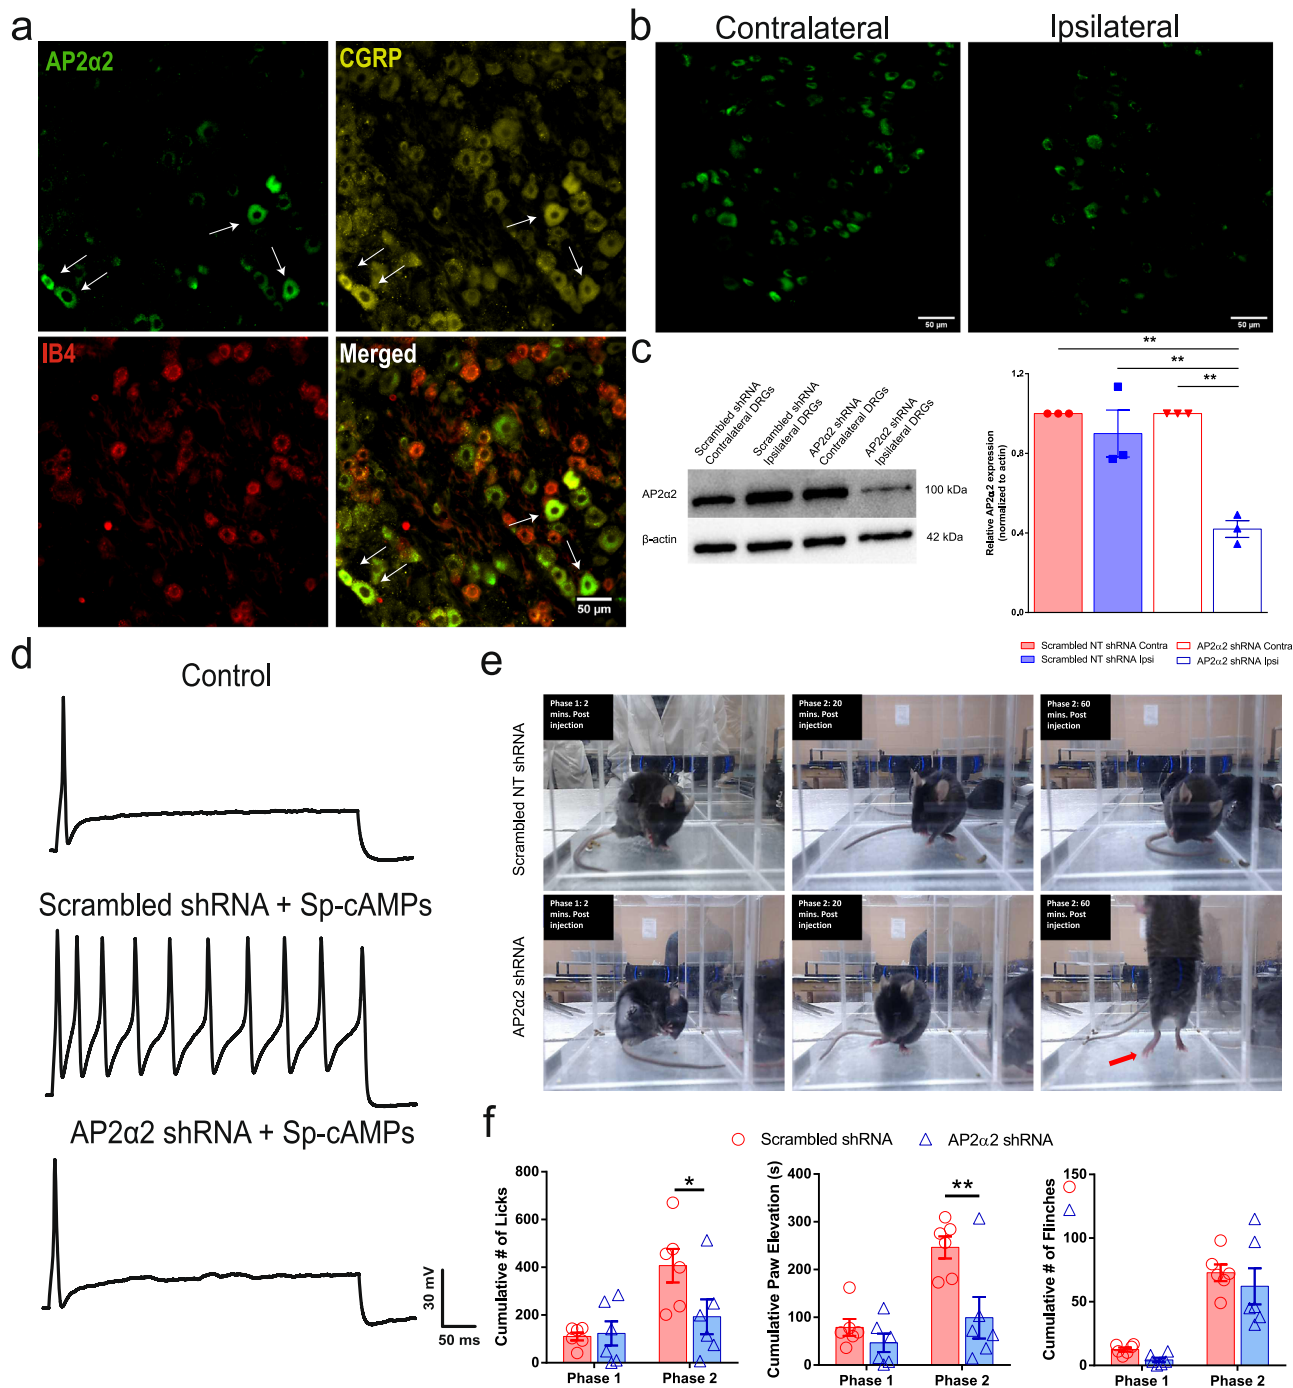 a
AP2α2
CGRP
IB4
Merged
50 µm
b
Contralateral
Ipsilateral
50 µm
50 µm
c
Scrambled shRNA
Contralateral DRGs
Scrambled shRNA
Ipsilateral DRGs
AP2α2 shRNA
Contralateral DRGs
AP2α2 shRNA
Ipsilateral DRGs
AP2α2
100 kDa
β-actin
42 kDa
**
**
**
Relative AP2α2 expression
(normalized to actin)
1.2
0.8
0.4
0.0
Scrambled NT shRNA Contra
AP2α2 shRNA Contra
Scrambled NT shRNA Ipsi
AP2α2 shRNA Ipsi
d
Control
Scrambled shRNA + Sp-cAMPs
AP2α2 shRNA + Sp-cAMPs
30 mV
50 ms
e
Scrambled NT shRNA
Phase 1: 2
mins. Post
injection
Phase 2: 20
mins. Post
injection
Phase 2: 60
mins. Post
injection
AP2α2 shRNA
Phase 1: 2
mins. Post
injection
Phase 2: 20
mins. Post
injection
Phase 2: 60
mins. Post
injection
f
Scrambled shRNA
AP2α2 shRNA
Cumulative # of Licks
800
600
400
200
0
*
Phase 1
Phase 2
Cumulative Paw Elevation (s)
400
300
200
100
0
**
Phase 1
Phase 2
Cumulative # of Flinches
150
100
50
0
Phase 1
Phase 2